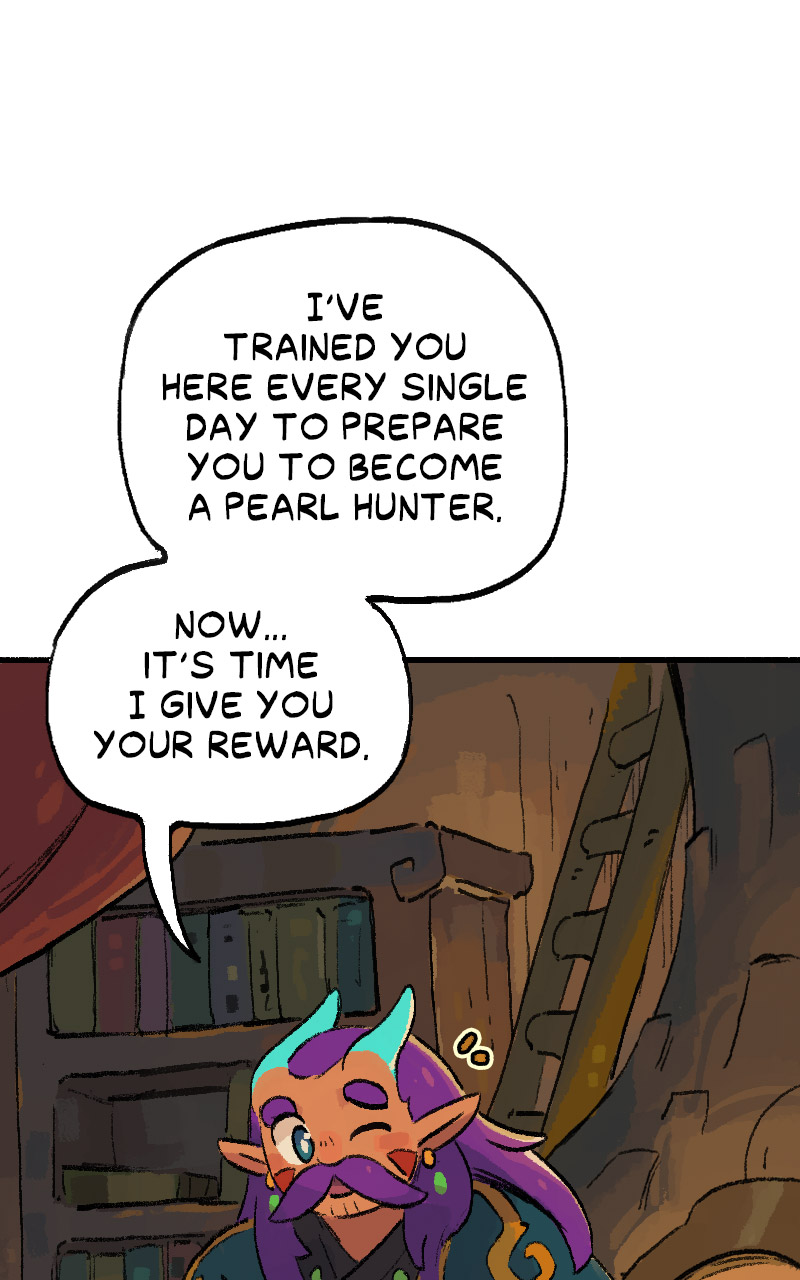 I'VE
TRAINED YOU
HERE EVERY SINGLE
DAY TO PREPARE
YOU TO BECOME
A PEARL HUNTER.
NOW...
IT'S TIME
I GIVE YOU
YOUR REWARD.